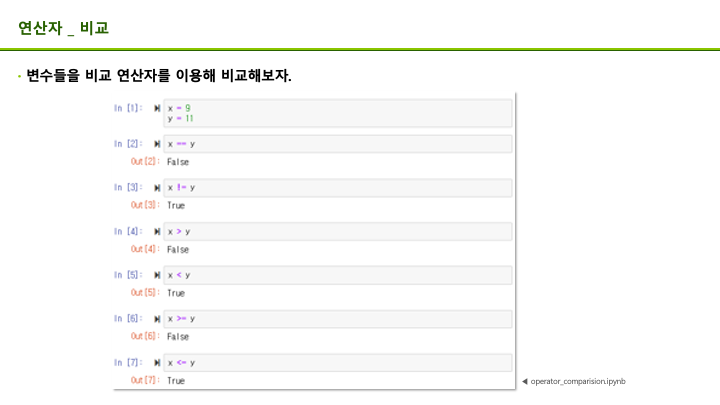 연산자 _ 비교
• 변수들을 비교 연산자를 이용해 비교해보자.
In [1]: x = 9
y = 11
In [2]: x == y
Out[2]: False
In [3]: x != y
Out[3]: True
In [4]: x > y
Out[4]: False
In [5]: x < y
Out[5]: True
In [6]: x >= y
Out[6]: False
In [7]: x <= y
Out[7]: True
◀ operator_comparision.ipynb